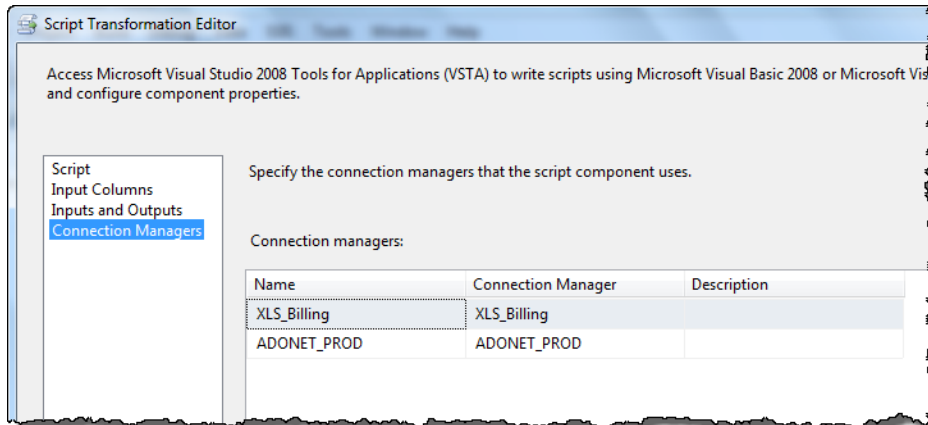 Script Transformation Editor
Access Microsoft Visual Studio 2008 Tools for Applications (VSTA) to write scripts using Microsoft Visual Basic 2008 or Microsoft
and configure component properties.
Script
Input Columns
Inputs and Outputs
Connection Managers
Specify the connection managers that the script component uses.
Connection managers:
Name Connection Manager Description
XLS_Billing XLS_Billing
ADONET_PROD ADONET_PROD